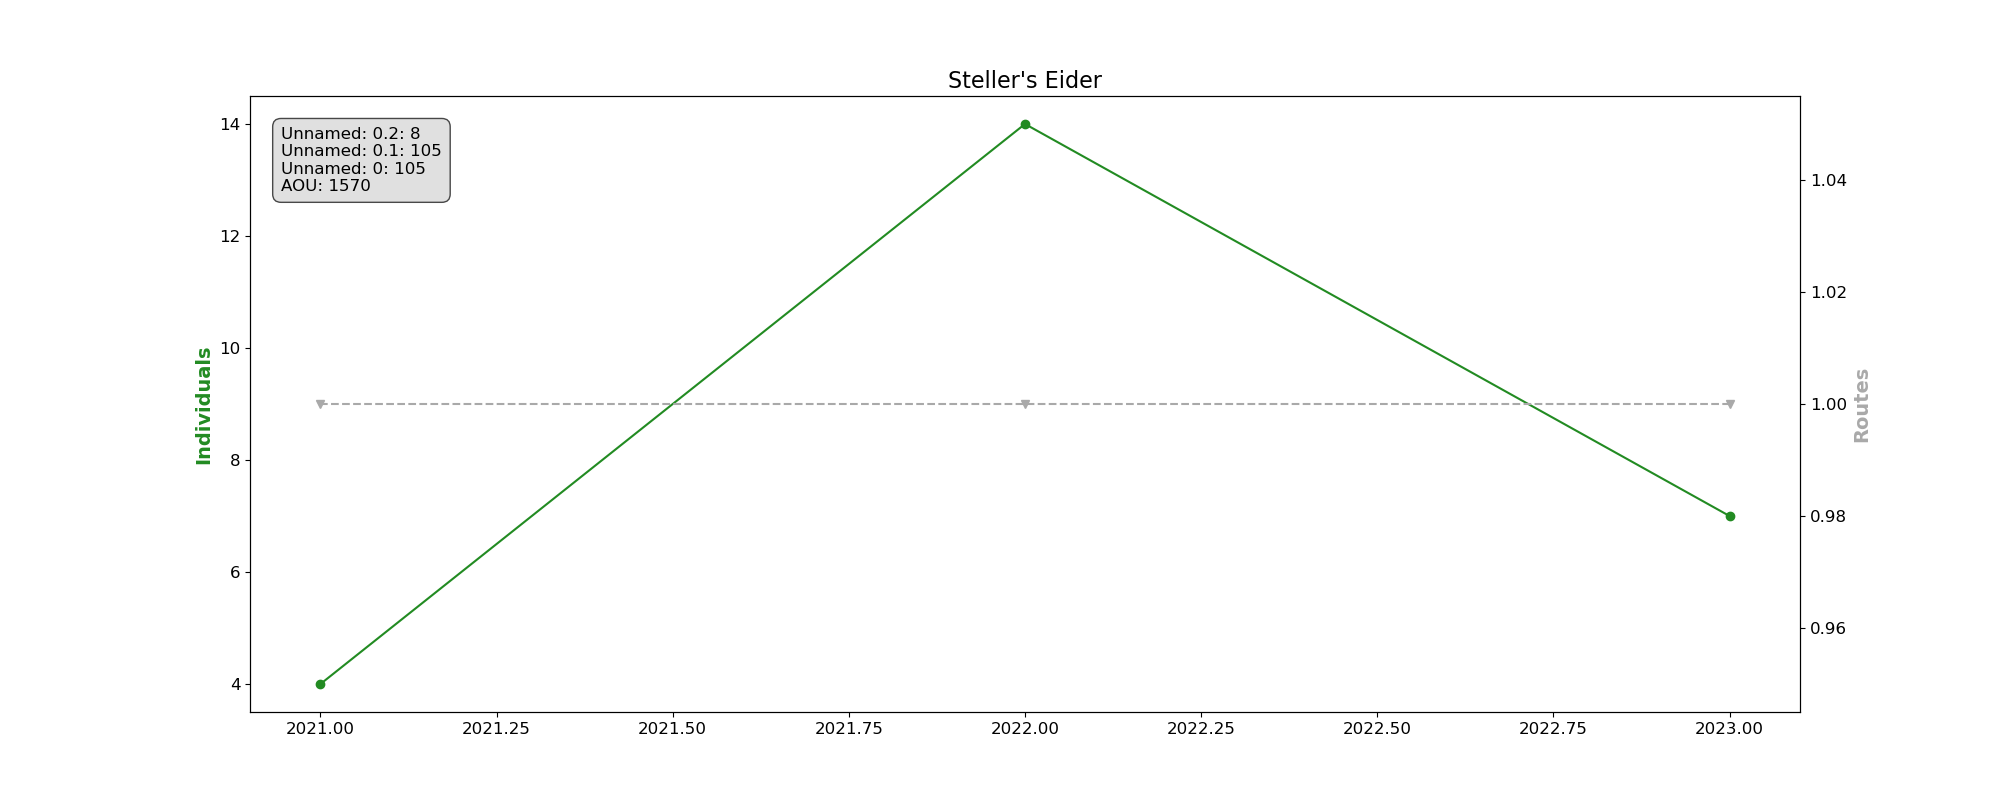 Steller's Eider
Unnamed: 0.2: 8
Unnamed: 0.1: 105
Unnamed: 0: 105
AOU: 1570
Individuals
14
12
10
8
6
4
Routes
1.04
1.02
1.00
0.98
0.96
2021.00 2021.25 2021.50 2021.75 2022.00 2022.25 2022.50 2022.75 2023.00